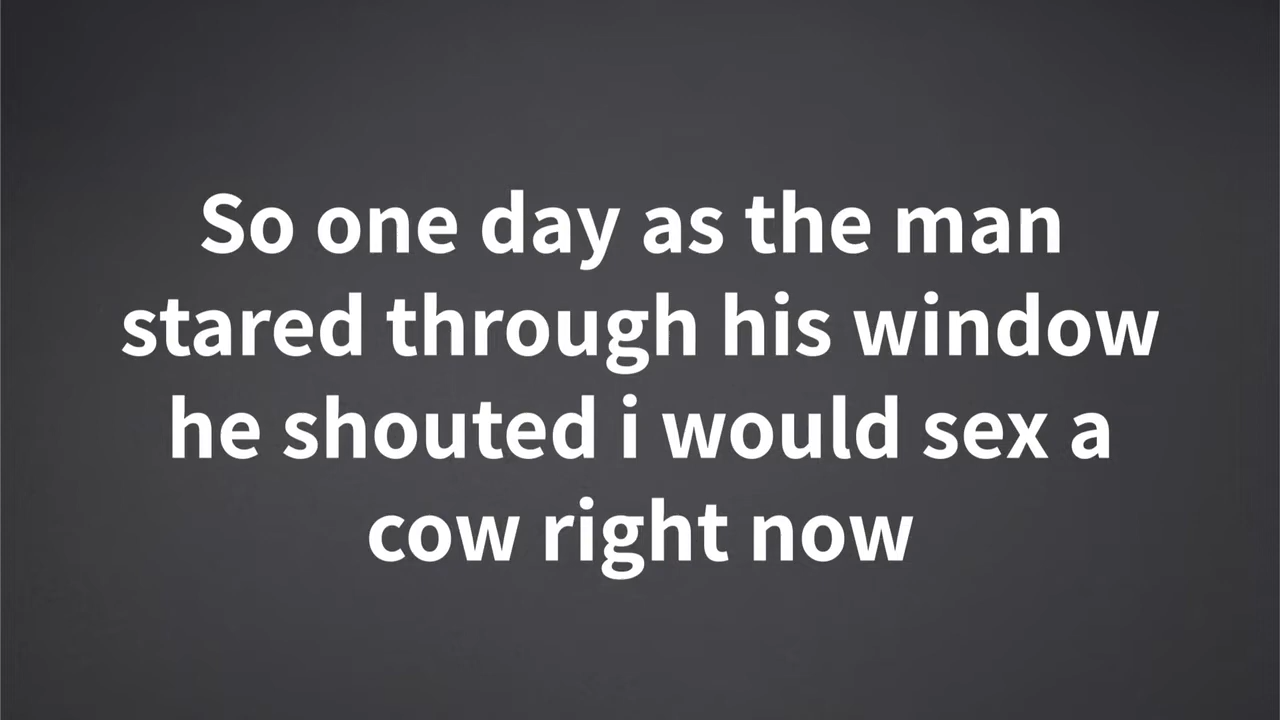 So one day as the man
stared through his window
he shouted i would sex a
cow right now